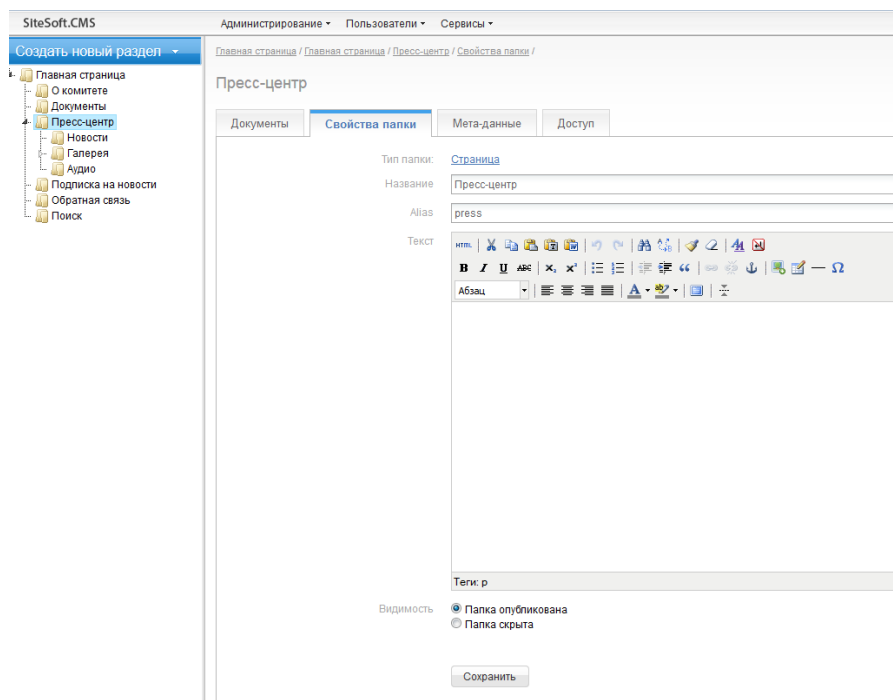 SiteSoft.CMS
Администрирование Пользователи Сервисы
Создать новый раздел
Главная страница / Главная страница / Пресс-центр / Свойства папки /
Главная страница
О комитете
Документы
Пресс-центр
Новости
Галерея
Аудио
Подписка на новости
Обратная связь
Поиск
Пресс-центр
Документы Свойства папки Мета-данные Доступ
Тип папки: Страница
Название Пресс-центр
Alias press
Текст
HTML
B I U ABC x₂ x² “ Ω
Абзац A ab
Теги: p
Видимость Папка опубликована
Папка скрыта
Сохранить